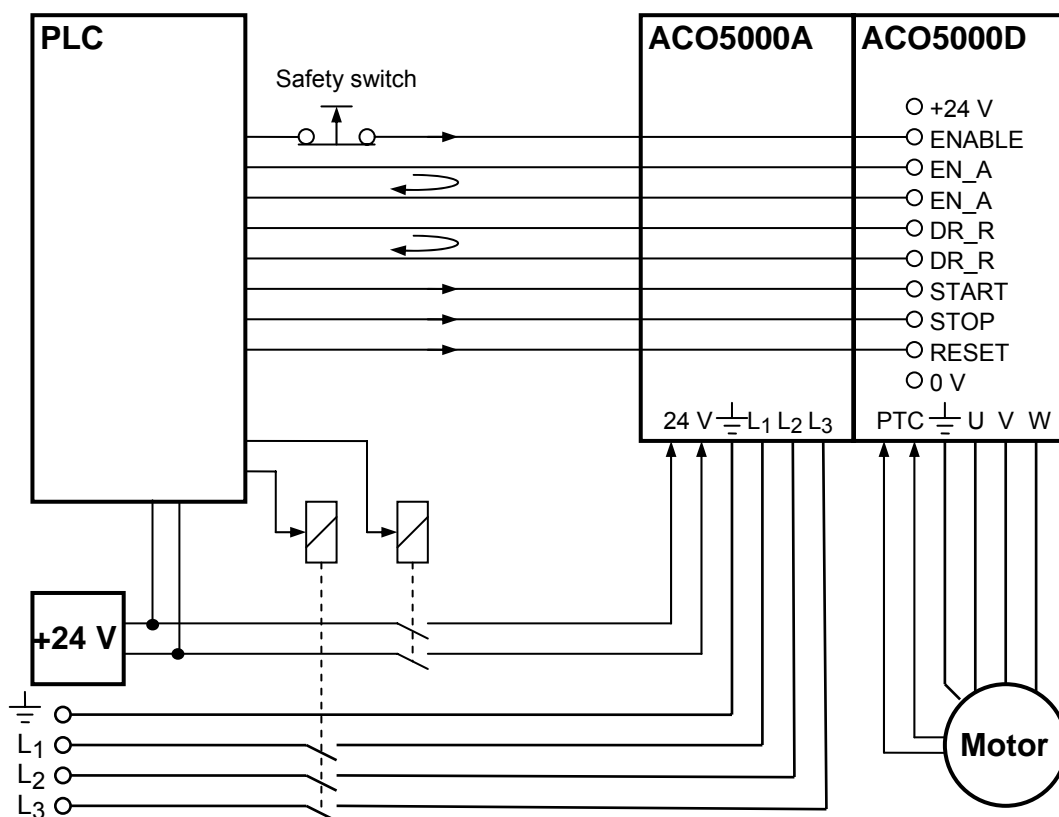 PLC
ACO5000A
ACO5000D
Safety switch
+24 V
ENABLE
EN_A
EN_A
DR_R
DR_R
START
STOP
RESET
0 V
24 V L1 L2 L3
PTC U V W
+24 V
L1
L2
L3
Motor